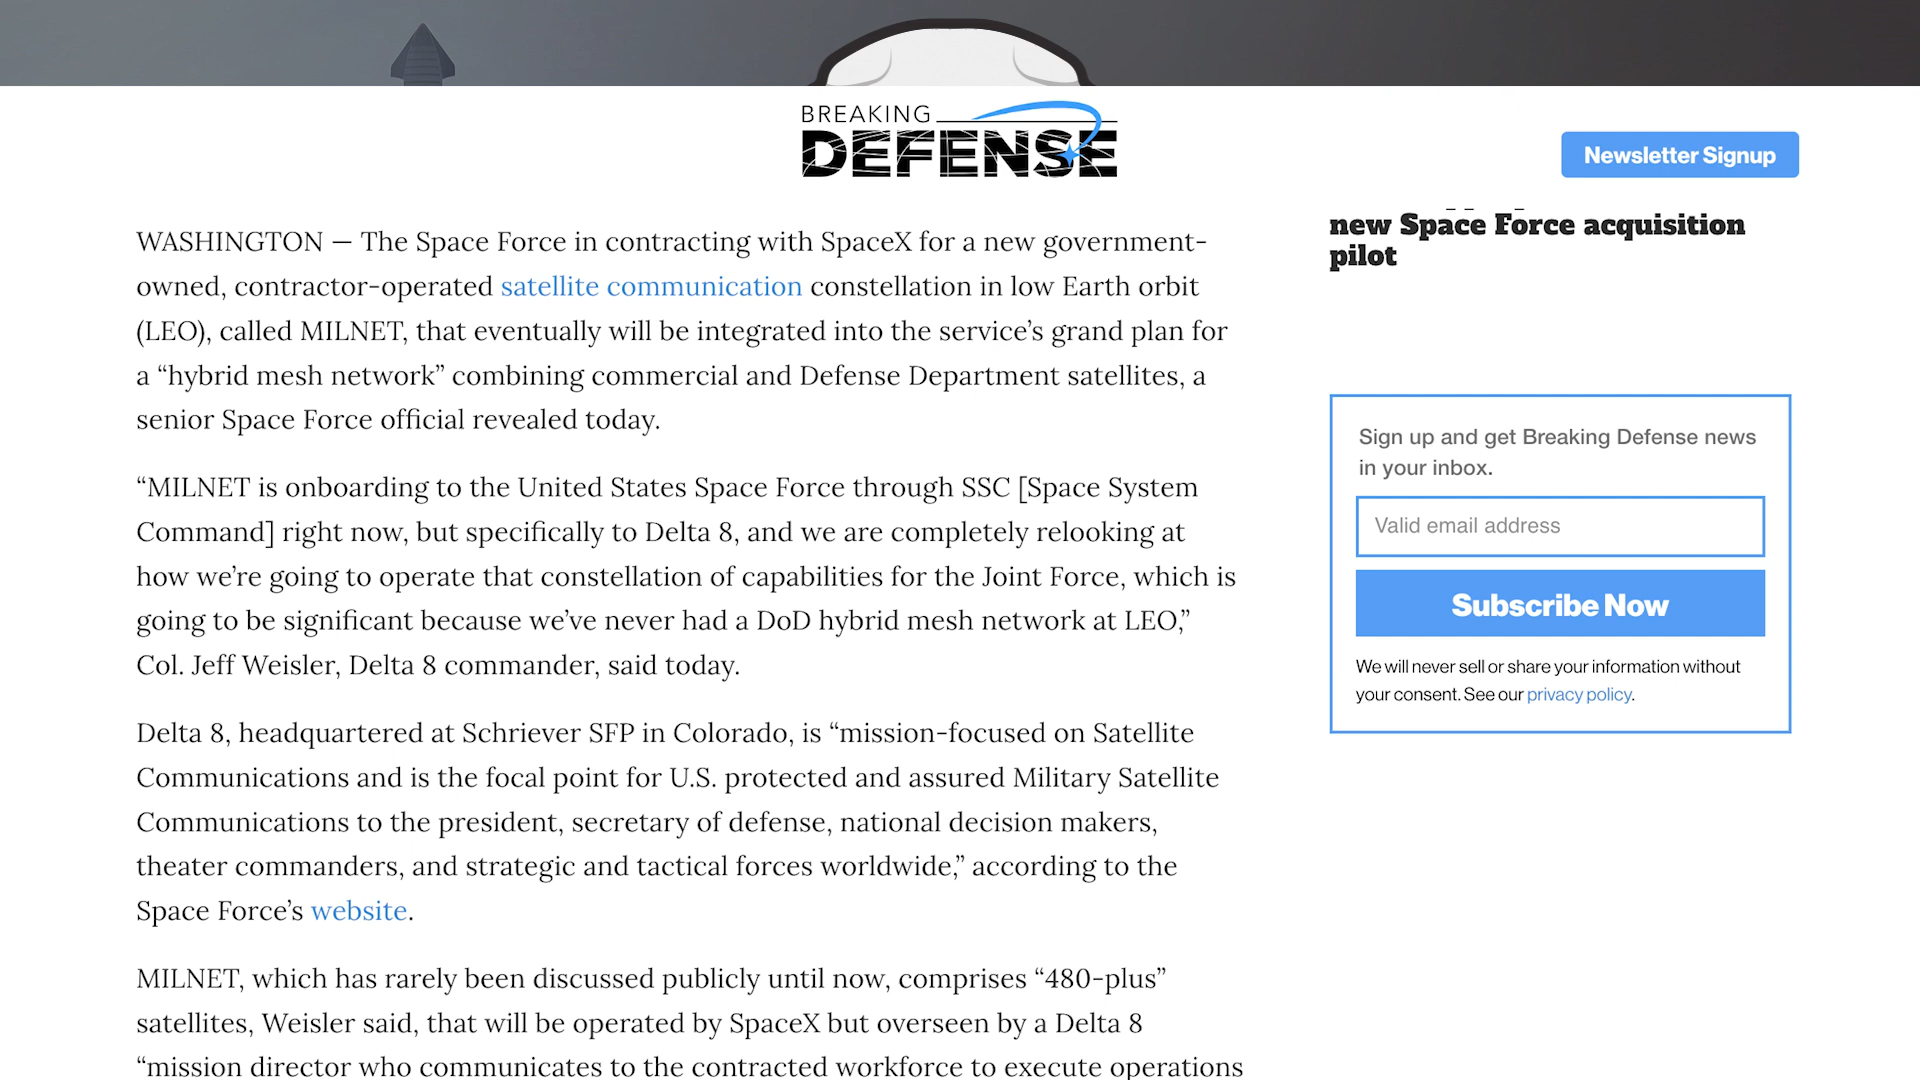 BREAKING
DEFENSE
Newsletter Signup
WASHINGTON — The Space Force in contracting with SpaceX for a new government-
owned, contractor-operated satellite communication constellation in low Earth orbit
(LEO), called MILNET, that eventually will be integrated into the service’s grand plan for
a “hybrid mesh network” combining commercial and Defense Department satellites, a
senior Space Force official revealed today.
“MILNET is onboarding to the United States Space Force through SSC [Space System
Command] right now, but specifically to Delta 8, and we are completely relooking at
how we’re going to operate that constellation of capabilities for the Joint Force, which is
going to be significant because we’ve never had a DoD hybrid mesh network at LEO,”
Col. Jeff Weisler, Delta 8 commander, said today.
Delta 8, headquartered at Schriever SFP in Colorado, is “mission-focused on Satellite
Communications and is the focal point for U.S. protected and assured Military Satellite
Communications to the president, secretary of defense, national decision makers,
theater commanders, and strategic and tactical forces worldwide,” according to the
Space Force’s website.
MILNET, which has rarely been discussed publicly until now, comprises “480-plus”
satellites, Weisler said, that will be operated by SpaceX but overseen by a Delta 8
“mission director who communicates to the contracted workforce to execute operations
new Space Force acquisition
pilot
Sign up and get Breaking Defense news
in your inbox.
Valid email address
Subscribe Now
We will never sell or share your information without
your consent. See our privacy policy.